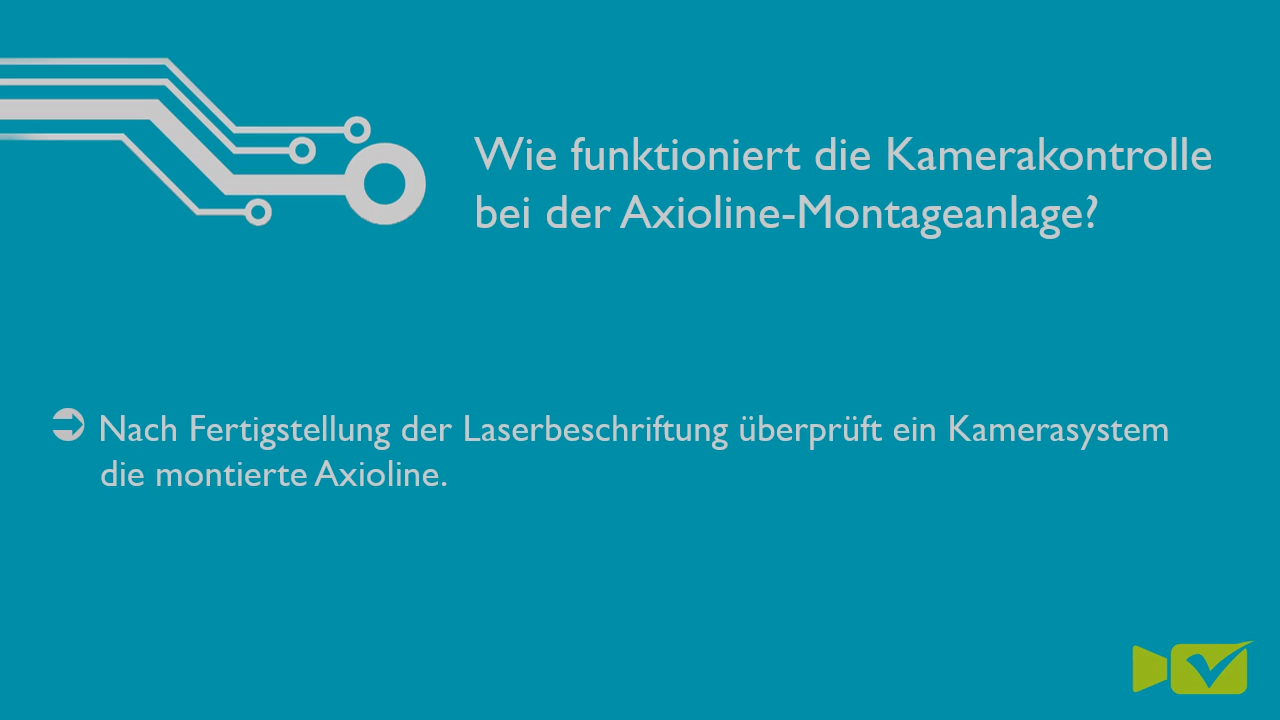 Wie funktioniert die Kamerakontrolle
bei der Axioline-Montageanlage?
➲ Nach Fertigstellung der Laserbeschriftung überprüft ein Kamerasystem
die montierte Axioline.